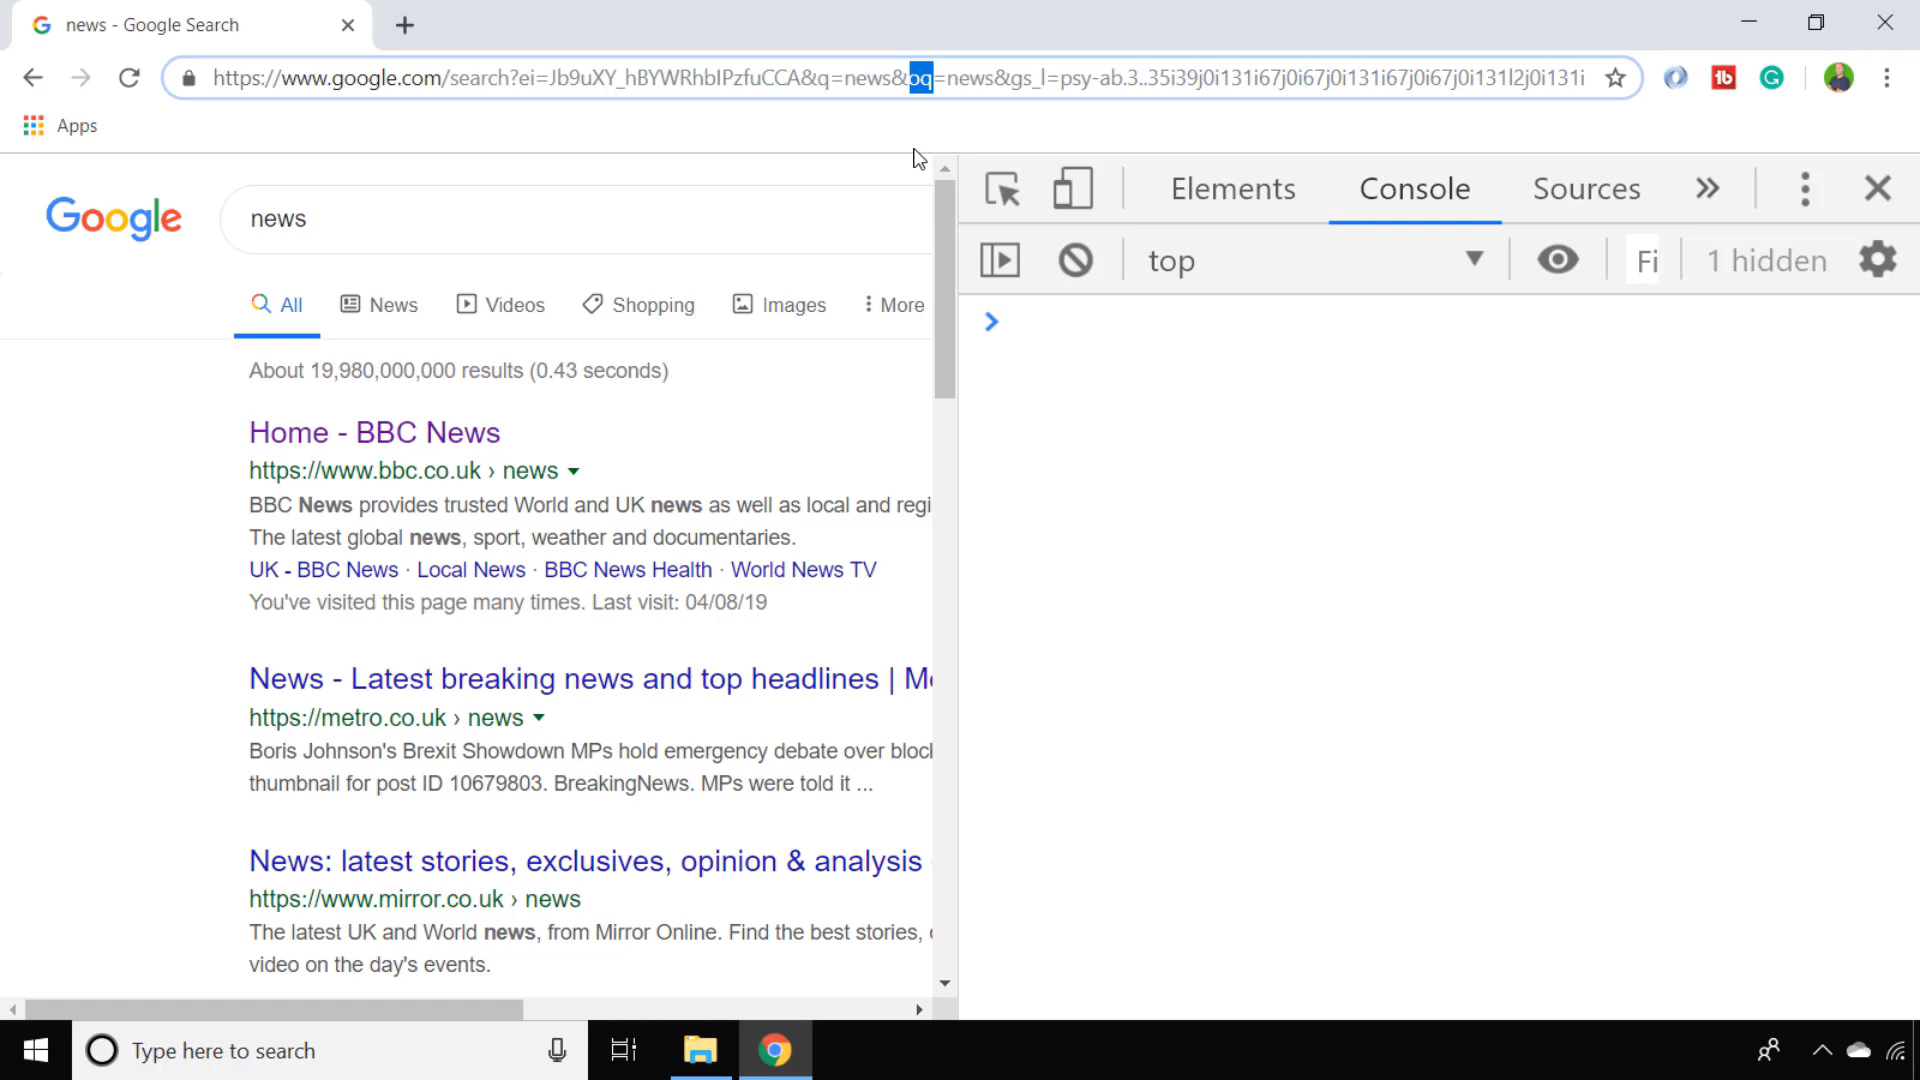 news - Google Search
https://www.google.com/search?ei=Jb9uXY_hBYWRhbIPzfuCCA&q=news&oq=news&gs_l=psy-ab.3..35i39j0i131i67j0i67j0i131i67j0i67j0i131l2j0i131i
Apps
Google
news
All News Videos Shopping Images More
About 19,980,000,000 results (0.43 seconds)
Home - BBC News
https://www.bbc.co.uk › news
BBC News provides trusted World and UK news as well as local and regi
The latest global news, sport, weather and documentaries.
UK - BBC News · Local News · BBC News Health · World News TV
You've visited this page many times. Last visit: 04/08/19
News - Latest breaking news and top headlines | Me
https://metro.co.uk › news
Boris Johnson's Brexit Showdown MPs hold emergency debate over bloc
thumbnail for post ID 10679803. BreakingNews. MPs were told it ...
News: latest stories, exclusives, opinion & analysis
https://www.mirror.co.uk › news
The latest UK and World news, from Mirror Online. Find the best stories,
video on the day's events.
Elements Console Sources
top Fi 1 hidden
Type here to search